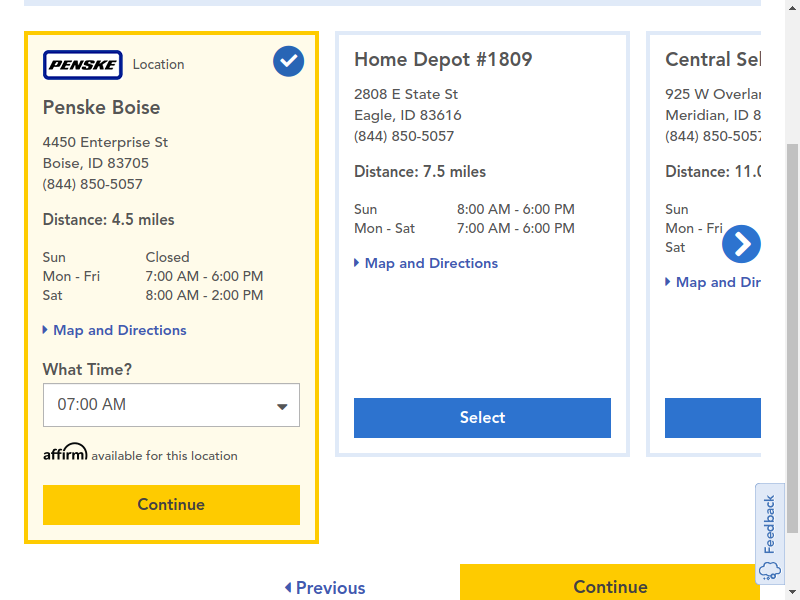 PENSKE Location
Penske Boise
4450 Enterprise St
Boise, ID 83705
(844) 850-5057
Distance: 4.5 miles
Sun Closed
Mon - Fri 7:00 AM - 6:00 PM
Sat 8:00 AM - 2:00 PM
Map and Directions
What Time?
07:00 AM
affirm available for this location
Continue
Home Depot #1809
2808 E State St
Eagle, ID 83616
(844) 850-5057
Distance: 7.5 miles
Sun 8:00 AM - 6:00 PM
Mon - Sat 7:00 AM - 6:00 PM
Map and Directions
Select
Central Sel
925 W Overlan
Meridian, ID 8
(844) 850-5057
Distance: 11.0
Sun
Mon - Fri
Sat
Map and Dir
Feedback
Previous
Continue